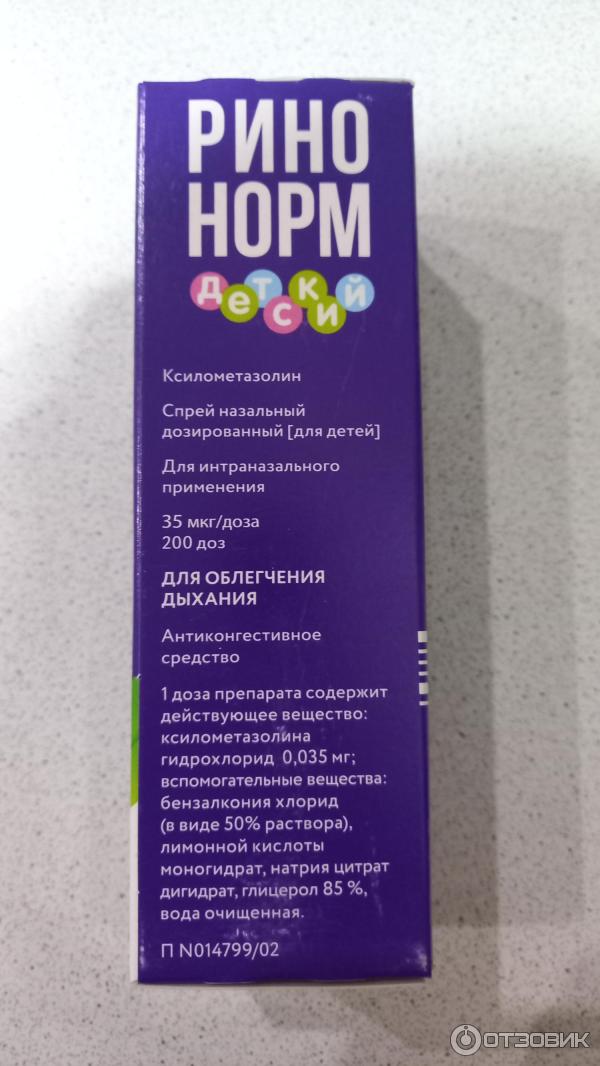 РИНО
НОРМ
детский
Ксилометазолин
Спрей назальный
дозированный [для детей]
Для интраназального
применения
35 мкг/доза
200 доз
ДЛЯ ОБЛЕГЧЕНИЯ
ДЫХАНИЯ
Антиконгестивное
средство
1 доза препарата содержит
действующее вещество:
ксилометазолина
гидрохлорид 0,035 мг;
вспомогательные вещества:
бензалкония хлорид
(в виде 50% раствора),
лимонной кислоты
моногидрат, натрия цитрат
дигидрат, глицерол 85 %,
вода очищенная.
П N014799/02
ОТЗОВИК